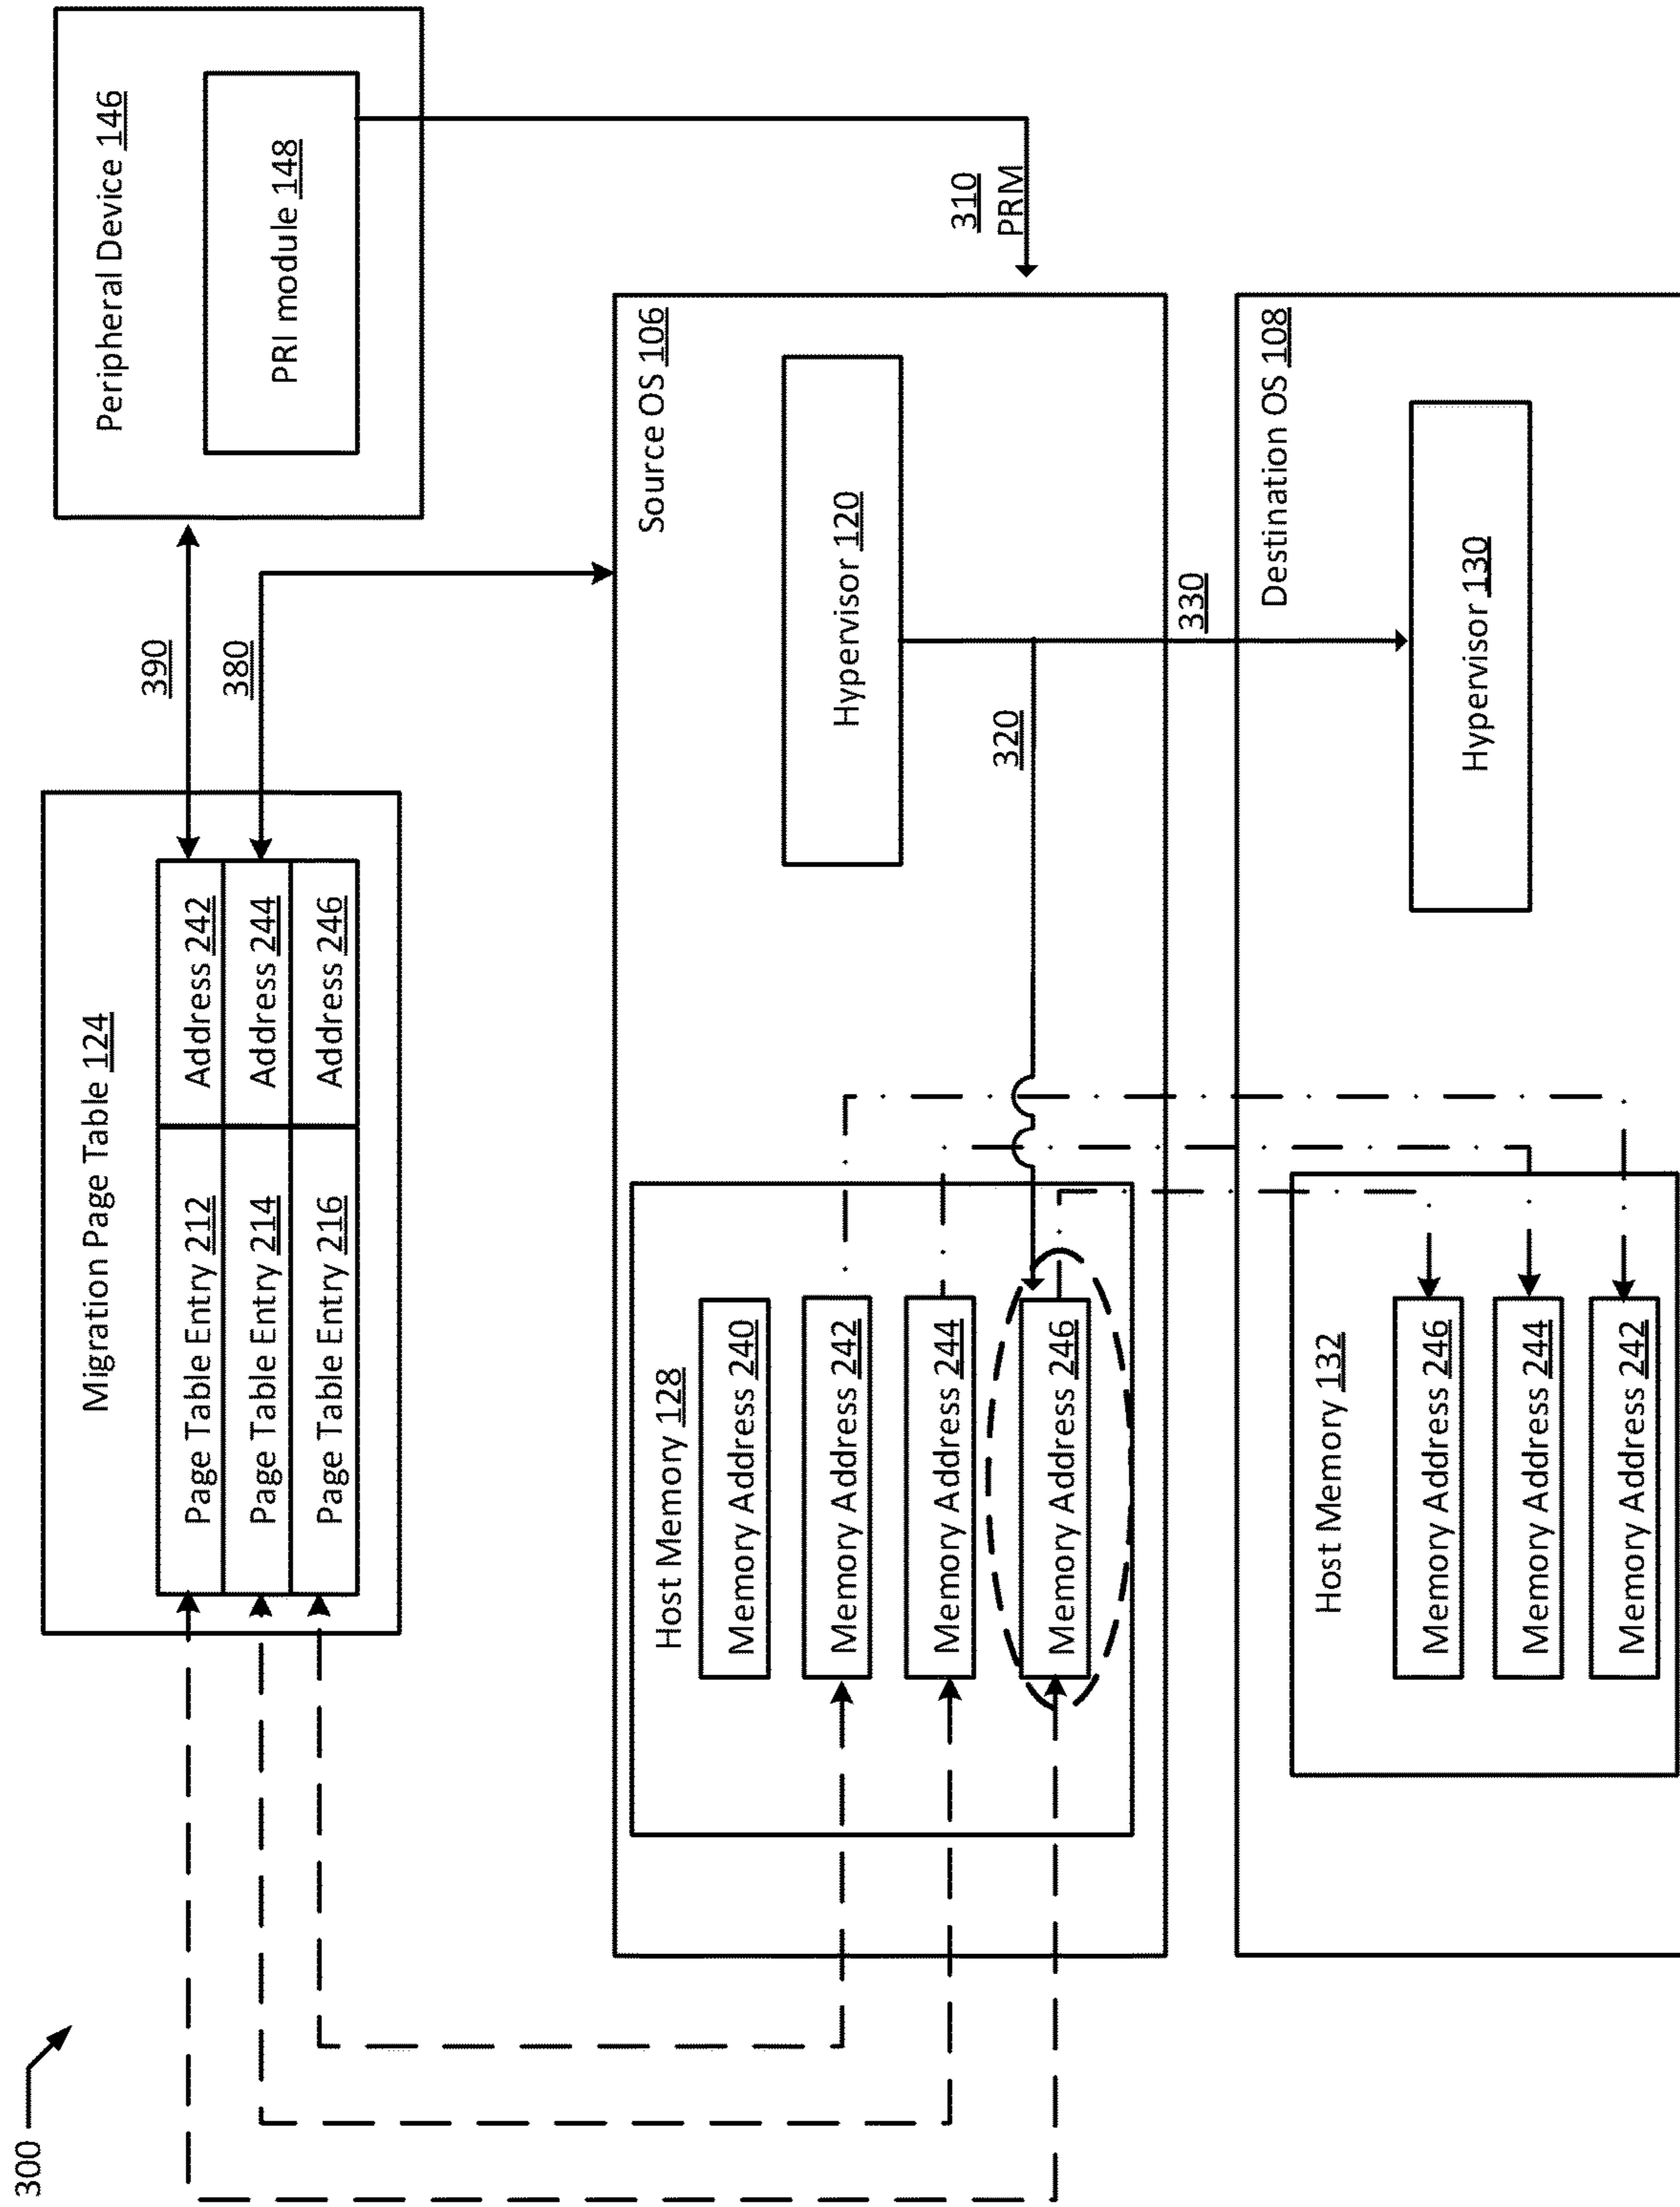 300
Migration Page Table 124
Page Table Entry 212
Address 242
Page Table Entry 214
Address 244
Page Table Entry 216
Address 246
390
380
Peripheral Device 146
PRI module 148
310
PRM
Source OS 106
Host Memory 128
Memory Address 240
Memory Address 242
Memory Address 244
Memory Address 246
Hypervisor 120
320
330
Destination OS 108
Host Memory 132
Memory Address 246
Memory Address 244
Memory Address 242
Hypervisor 130